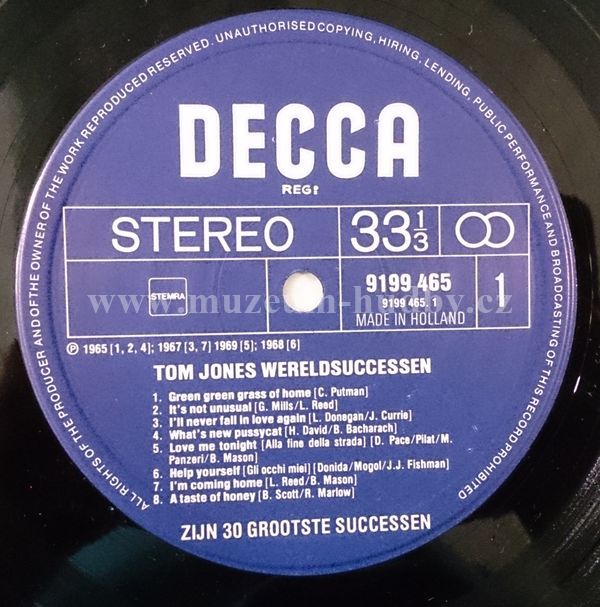 ALL RIGHTS OF THE PRODUCER AND OF THE OWNER OF THE WORK REPRODUCED RESERVED. UNAUTHORISED COPYING, HIRING, LENDING, PUBLIC PERFORMANCE AND BROADCASTING OF THIS RECORD PROHIBITED
DECCA
REG!
STEREO 33 1/3
STEMRA
9199 465
9199 465.1
MADE IN HOLLAND
1
www.muzeum-hudby.cz
℗ 1965 [1, 2, 4]; 1967 [3, 7] 1969 [5]; 1968 [6]
TOM JONES WERELDSUCCESSEN
1. Green green grass of home [C. Putman]
2. It's not unusual [G. Mills/L. Reed]
3. I'll never fall in love again [L. Donegan/J. Currie]
4. What's new pussycat [H. David/B. Bacharach]
5. Love me tonight [Alla fine della strada] [D. Pace/Pilat/M.
Panzeri/B. Mason]
6. Help yourself [Gli occhi miei] [Donida/Mogol/J.J. Fishman]
7. I'm coming home [L. Reed/B. Mason]
8. A taste of honey [B. Scott/R. Marlow]
ZIJN 30 GROOTSTE SUCCESSEN